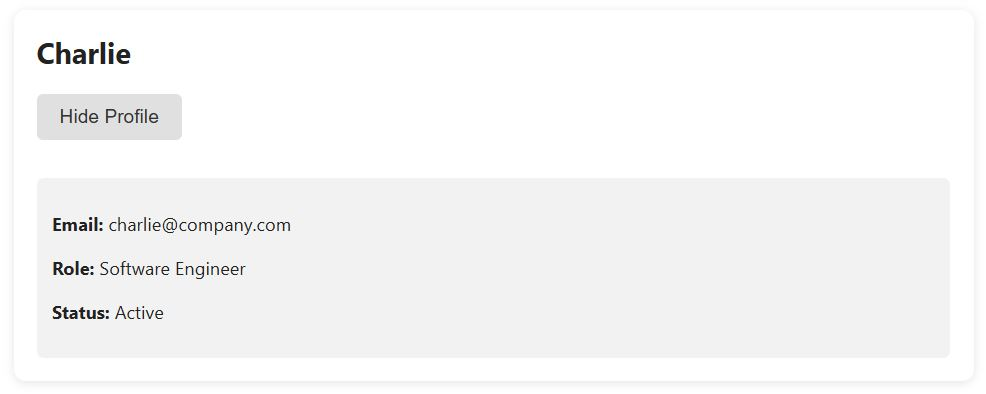 Charlie
Hide Profile
Email: charlie@company.com
Role: Software Engineer
Status: Active